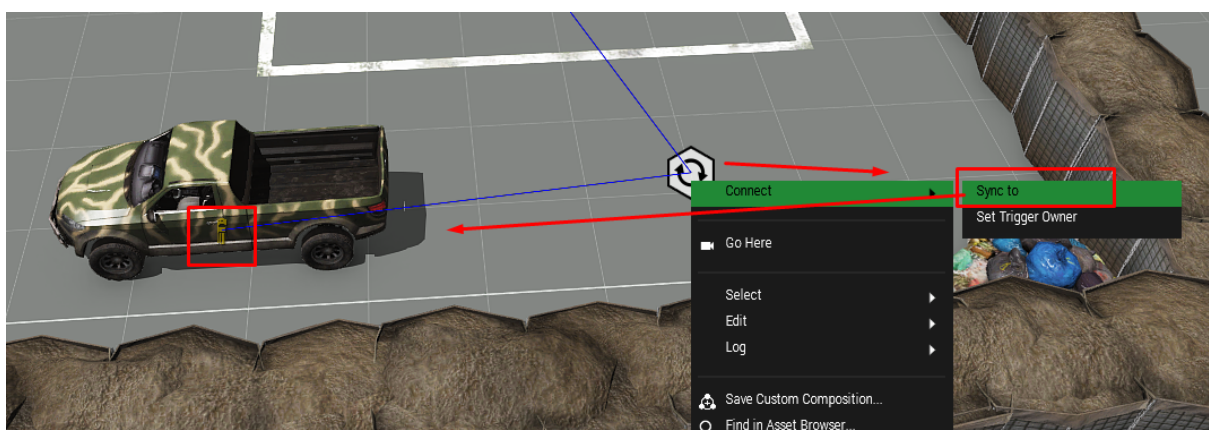 Connect
Sync to
Set Trigger Owner
Go Here
Select
Edit
Log
Save Custom Composition...
Find in Asset Browser...